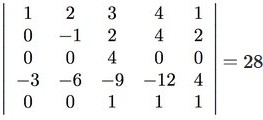 | 1 2 3 4 1 |
| 0 −1 2 4 2 |
| 0 0 4 0 0 | = 28
| −3 −6 −9 −12 4 |
| 0 0 1 1 1 |